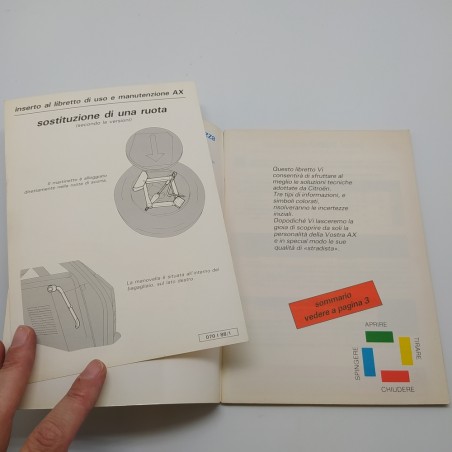 inserto al libretto di uso e manutenzione AX
sostituzione di una ruota
(secondo la versione)
Il martinetto è alloggiato
direttamente nella ruota di scorta.
La manovella è situata all'interno del
bagagliaio, sul lato destro.
Questo libretto Vi
consentirà di sfruttare al
meglio le soluzioni tecniche
adottate da Citroën.
Tre tipi di informazioni, e
simboli colorati,
risolveranno le incertezze
iniziali.
Dopodiché Vi lasceremo la
gioia di scoprire da soli la
personalità della Vostra AX
e in special modo le sue
qualità di «stradista».
sommario
vedere a pagina 3
APRIRE
TIRARE
SPINGERE
CHIUDERE